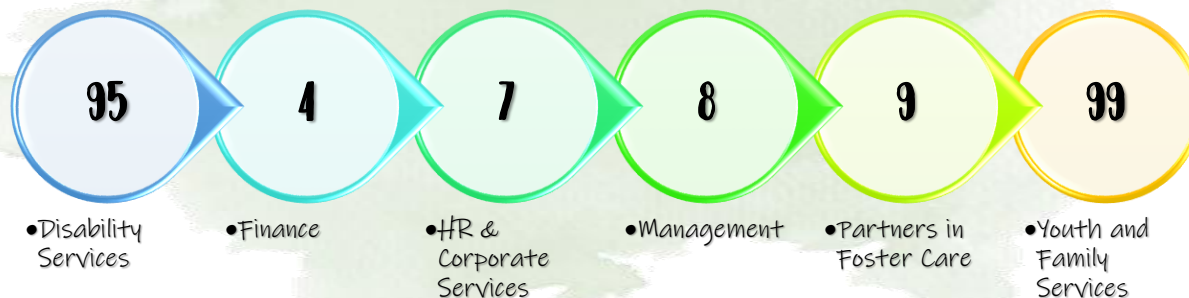 95
4
7
8
9
99
•Disability
Services
•Finance
•HR &
Corporate
Services
•Management
•Partners in
Foster Care
•Youth and
Family
Services